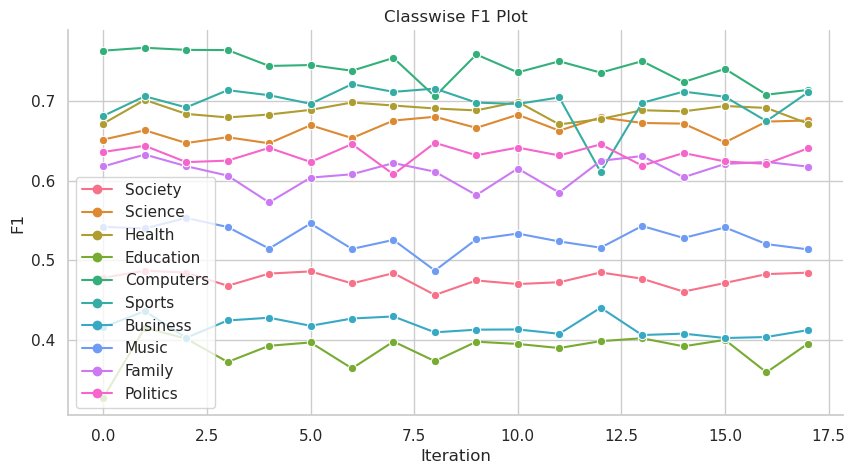 Classwise F1 Plot
F1
0.7
0.6
0.5
0.4
Society
Science
Health
Education
Computers
Sports
Business
Music
Family
Politics
0.0 2.5 5.0 7.5 10.0 12.5 15.0 17.5
Iteration